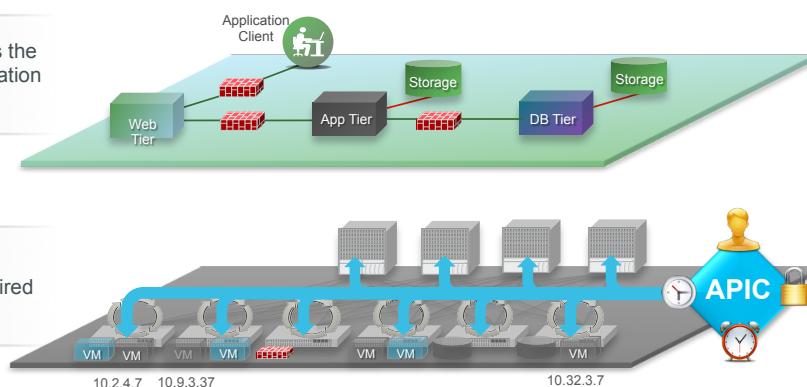 s the
ation
Application
Client
Storage
Storage
Web
Tier
App Tier
DB Tier
ired
APIC
VM
VM
VM
VM
VM
VM
VM
10.2.4.7
10.9.3.37
10.32.3.7